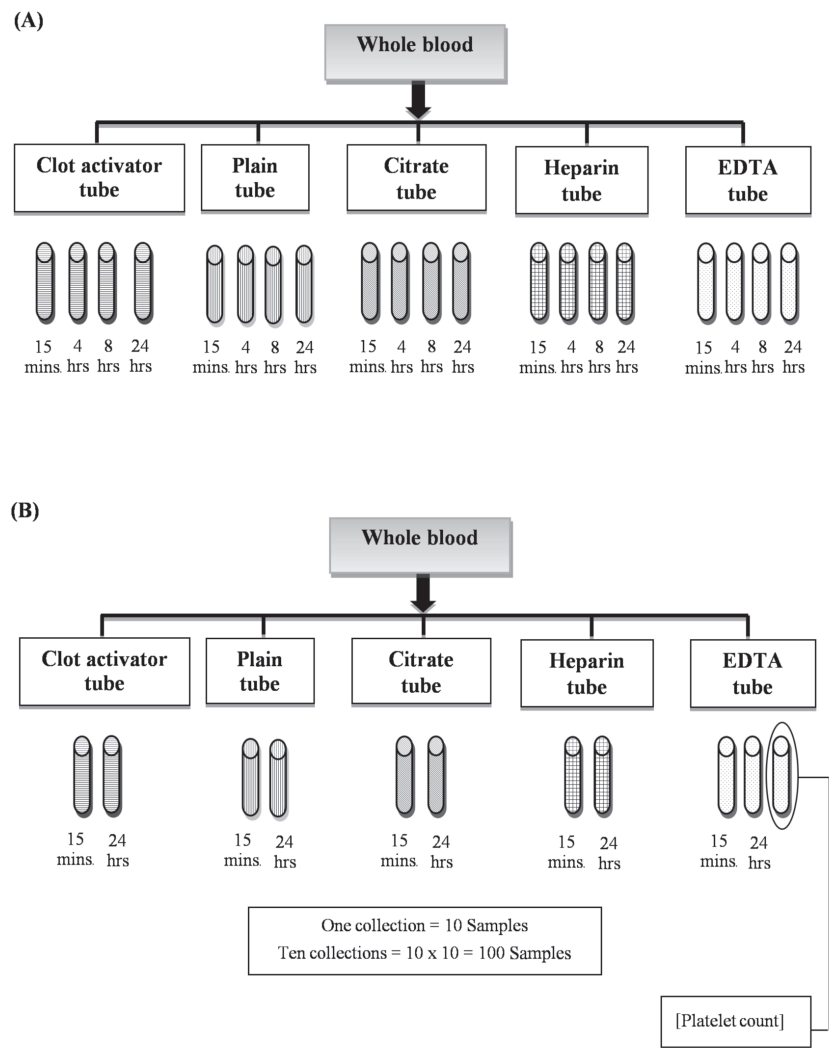 (A)
Whole blood
Clot activator
tube
Plain
tube
Citrate
tube
Heparin
tube
EDTA
tube
15
mins.
4
hrs
8
hrs
24
hrs
15
mins.
4
hrs
8
hrs
24
hrs
15
mins.
4
hrs
8
hrs
24
hrs
15
mins.
4
hrs
8
hrs
24
hrs
15
mins.
4
hrs
8
hrs
24
hrs
(B)
Whole blood
Clot activator
tube
Plain
tube
Citrate
tube
Heparin
tube
EDTA
tube
15
mins.
24
hrs
15
mins.
24
hrs
15
mins.
24
hrs
15
mins.
24
hrs
15
mins.
24
hrs
One collection = 10 Samples
Ten collections = 10 x 10 = 100 Samples
[Platelet count]